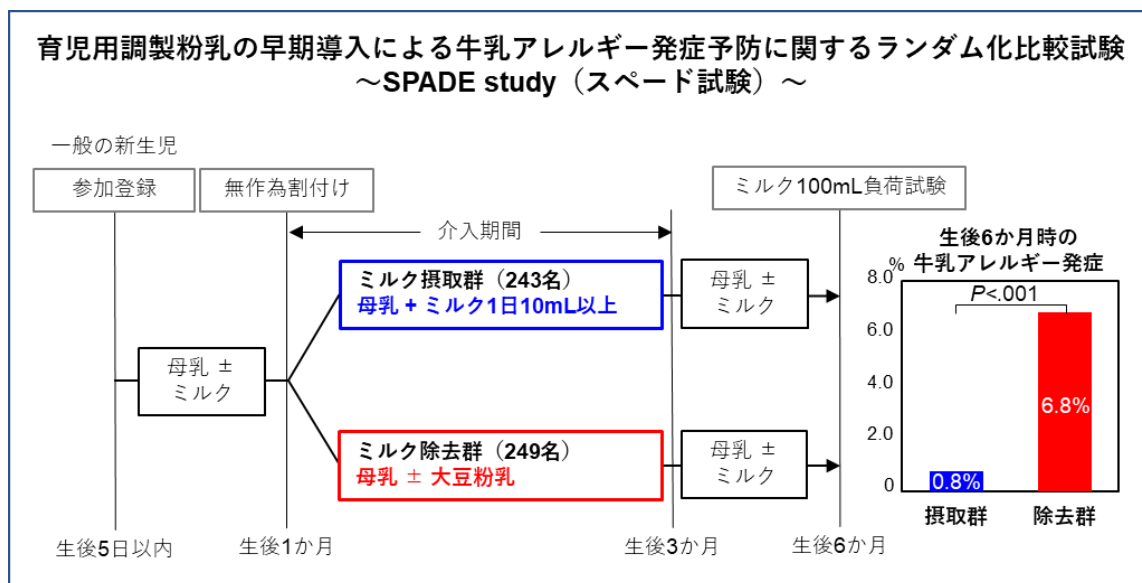 育児用調製粉乳の早期導入による牛乳アレルギー発症予防に関するランダム化比較試験
～SPADE study（スペード試験）～
一般の新生児
参加登録
無作為割付け
ミルク100mL負荷試験
介入期間
ミルク摂取群（243名）
母乳 + ミルク1日10mL以上
母乳 ±
ミルク
母乳 ±
ミルク
ミルク除去群（249名）
母乳 ± 大豆粉乳
母乳 ±
ミルク
生後5日以内
生後1か月
生後3か月
生後6か月
生後6か月時の
牛乳アレルギー発症
%
8.0
P<.001
6.0
4.0
6.8%
2.0
0.8%
0
摂取群
除去群